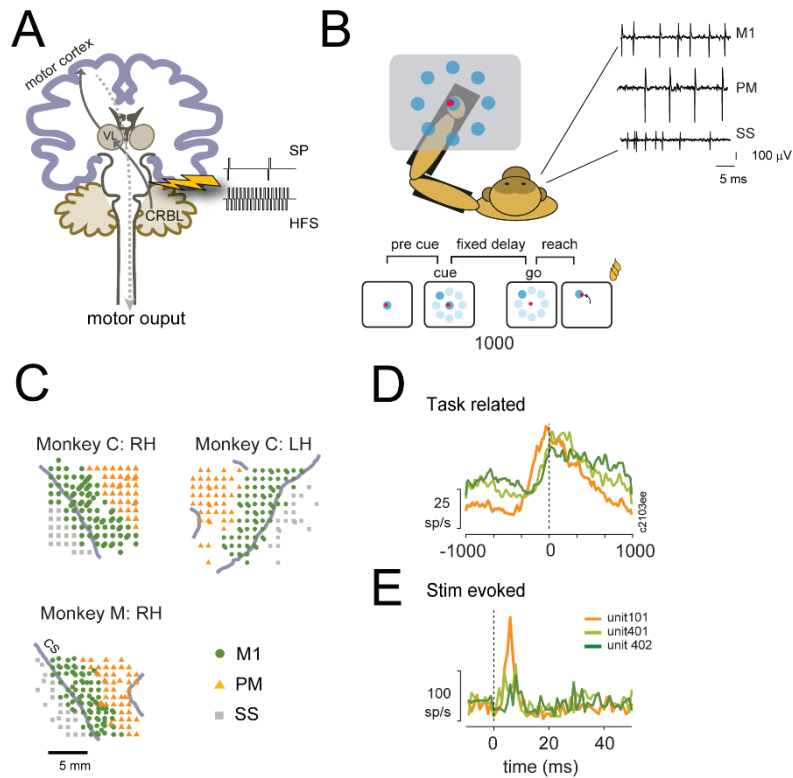 A
motor cortex
VL
SP
CRBL
HFS
motor ouput
B
M1
PM
SS
100 µV
5 ms
pre cue
fixed delay
reach
cue
go
1000
C
Monkey C: RH
Monkey C: LH
Monkey M: RH
CS
M1
PM
SS
5 mm
D
Task related
25
sp/s
c2103ee
-1000
0
1000
E
Stim evoked
unit101
unit401
unit 402
100
sp/s
0
20
40
time (ms)